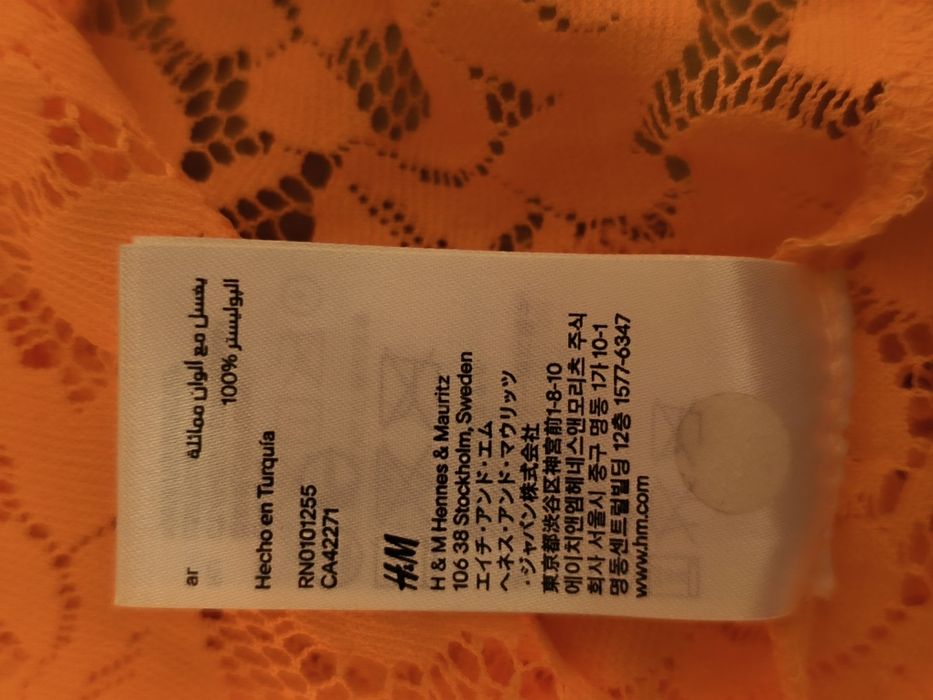 ar
يغسل مع ألوان مماثلة
100% البوليستر
Hecho en Turquía
RN0101255
CA42271
H&M
H & M Hennes & Mauritz
106 38 Stockholm, Sweden
エイチ・アンド・エム
ヘネス・アンド・マウリッツ
・ジャパン株式会社
東京都渋谷区神宮前1-8-10
에이치앤엠헤네스앤모리츠 주식
회사 서울시 중구 명동 1가 10-1
명동센트럴빌딩 12층 1577-6347
www.hm.com